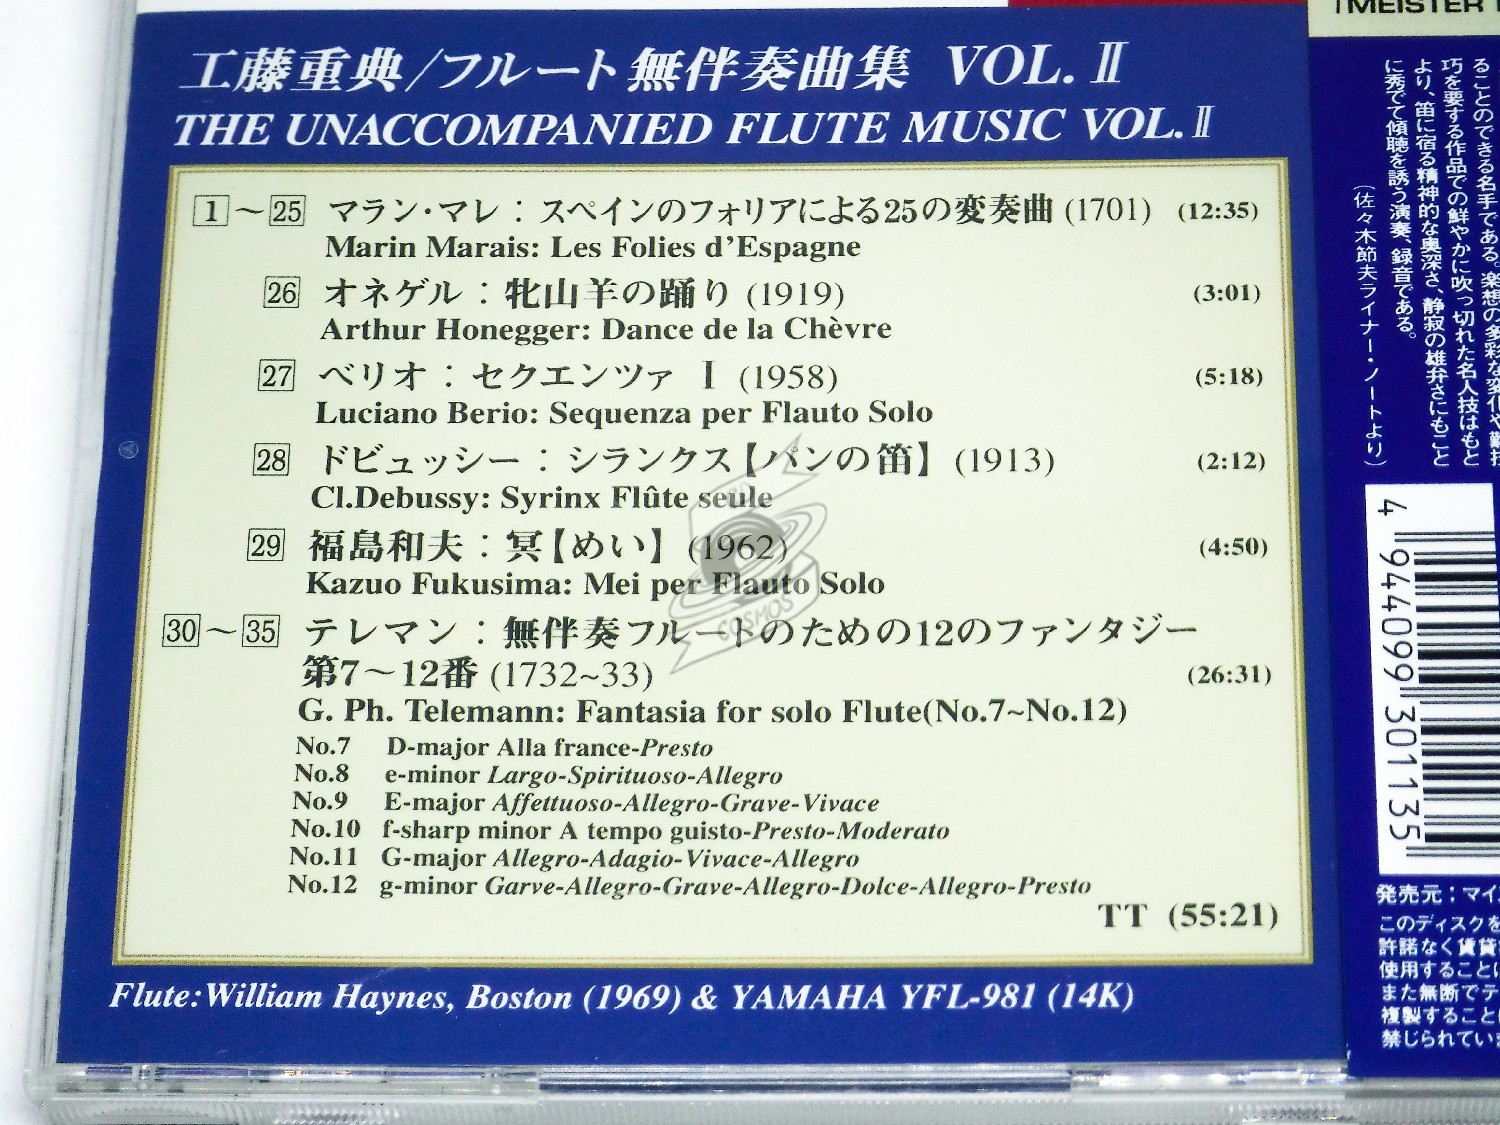 工藤重典/フルート無伴奏曲集 VOL.Ⅱ
THE UNACCOMPANIED FLUTE MUSIC VOL.Ⅱ
1～25 マラン・マレ：スペインのフォリアによる25の変奏曲(1701) (12:35)
Marin Marais: Les Folies d'Espagne
26 オネゲル：牝山羊の踊り(1919) (3:01)
Arthur Honegger: Dance de la Chèvre
27 ベリオ：セクエンツァ Ⅰ (1958) (5:18)
Luciano Berio: Sequenza per Flauto Solo
28 ドビュッシー：シランクス【パンの笛】(1913) (2:12)
Cl.Debussy: Syrinx Flûte seule
29 福島和夫：冥【めい】(1962) (4:50)
Kazuo Fukusima: Mei per Flauto Solo
30～35 テレマン：無伴奏フルートのための12のファンタジー
第7～12番(1732~33) (26:31)
G. Ph. Telemann: Fantasia for solo Flute(No.7~No.12)
No.7 D-major Alla france-Presto
No.8 e-minor Largo-Spirituoso-Allegro
No.9 E-major Affettuoso-Allegro-Grave-Vivace
No.10 f-sharp minor A tempo guisto-Presto-Moderato
No.11 G-major Allegro-Adagio-Vivace-Allegro
No.12 g-minor Garve-Allegro-Grave-Allegro-Dolce-Allegro-Presto
TT (55:21)
Flute:William Haynes, Boston (1969) & YAMAHA YFL-981 (14K)
COSMOS
「MEISTER
ることのできる名手である。楽想の多彩な変化や難技
巧を要する作品での鮮やかに吹っ切れた名人技はもと
より、笛に宿る精神的な奥深さ、静寂の雄弁さにもこと
に秀でて傾聴を誘う演奏、録音である。
(佐々木節夫ライナー・ノートより)
4 944099 301135
発売元：マイ
このディスクを
許諾なく賃貸
使用すること
また無断でテ
複製すること
禁じられてい